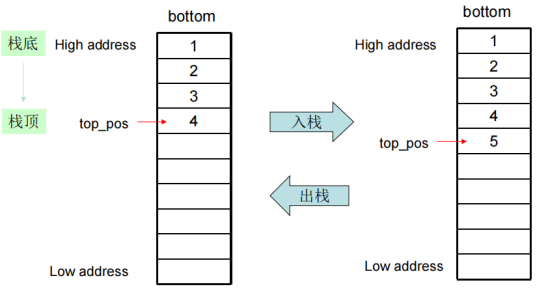 bottom
栈底
High address
1
2
3
栈顶
top_pos
4
Low address
入栈
出栈
bottom
High address
1
2
3
4
top_pos
5
Low address